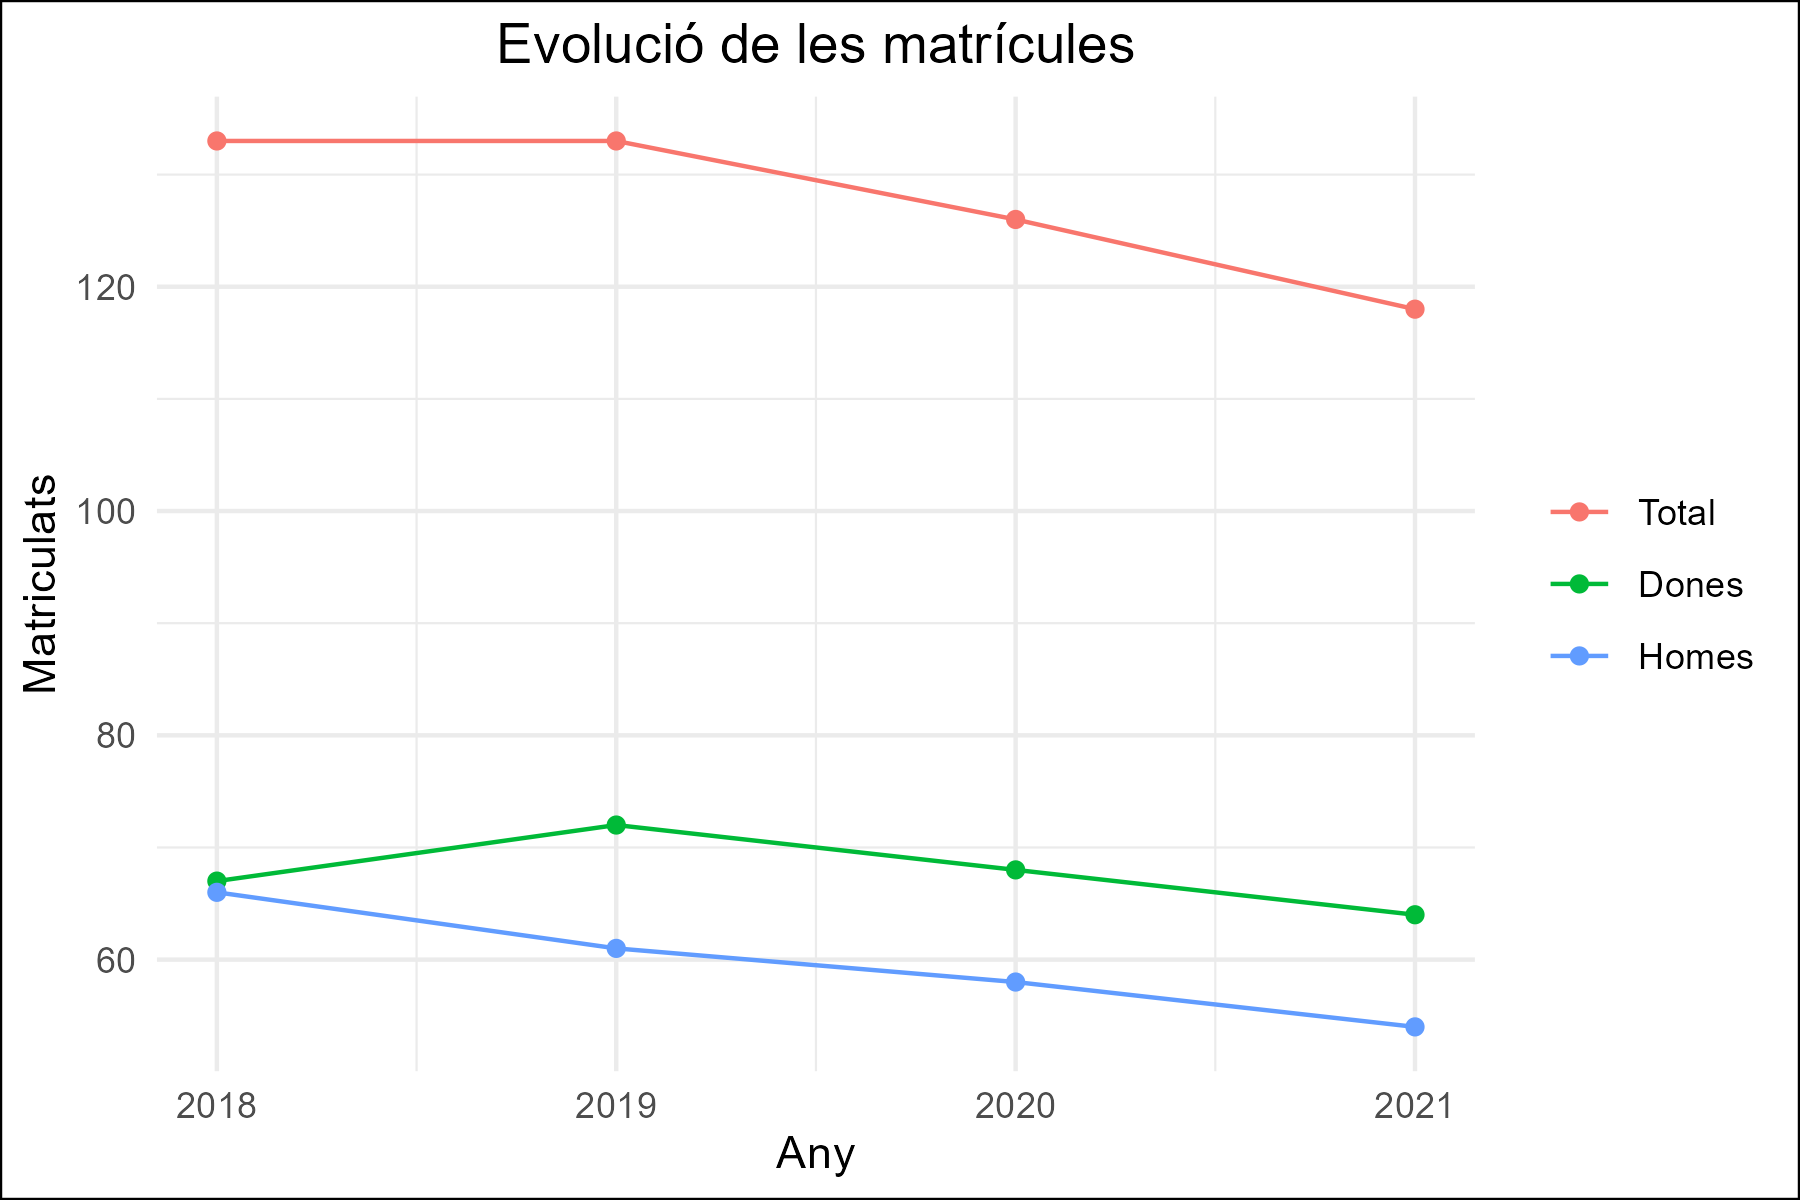 Evolució de les matrícules
Matriculats
120
100
80
60
2018 2019 2020 2021
Any
Total
Dones
Homes